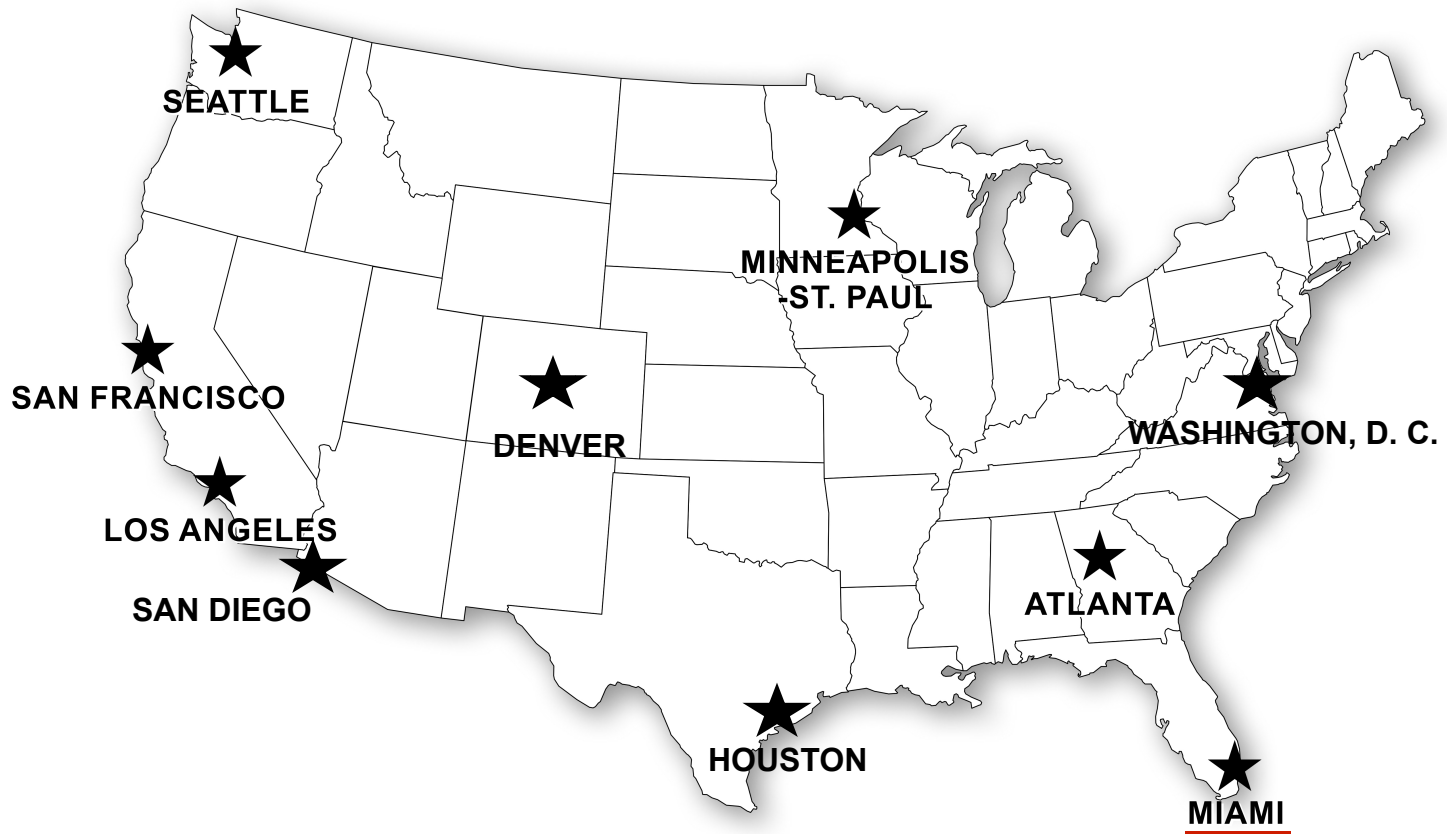 SEATTLE
MINNEAPOLIS
-ST. PAUL
SAN FRANCISCO
DENVER
WASHINGTON, D. C.
LOS ANGELES
SAN DIEGO
ATLANTA
HOUSTON
MIAMI